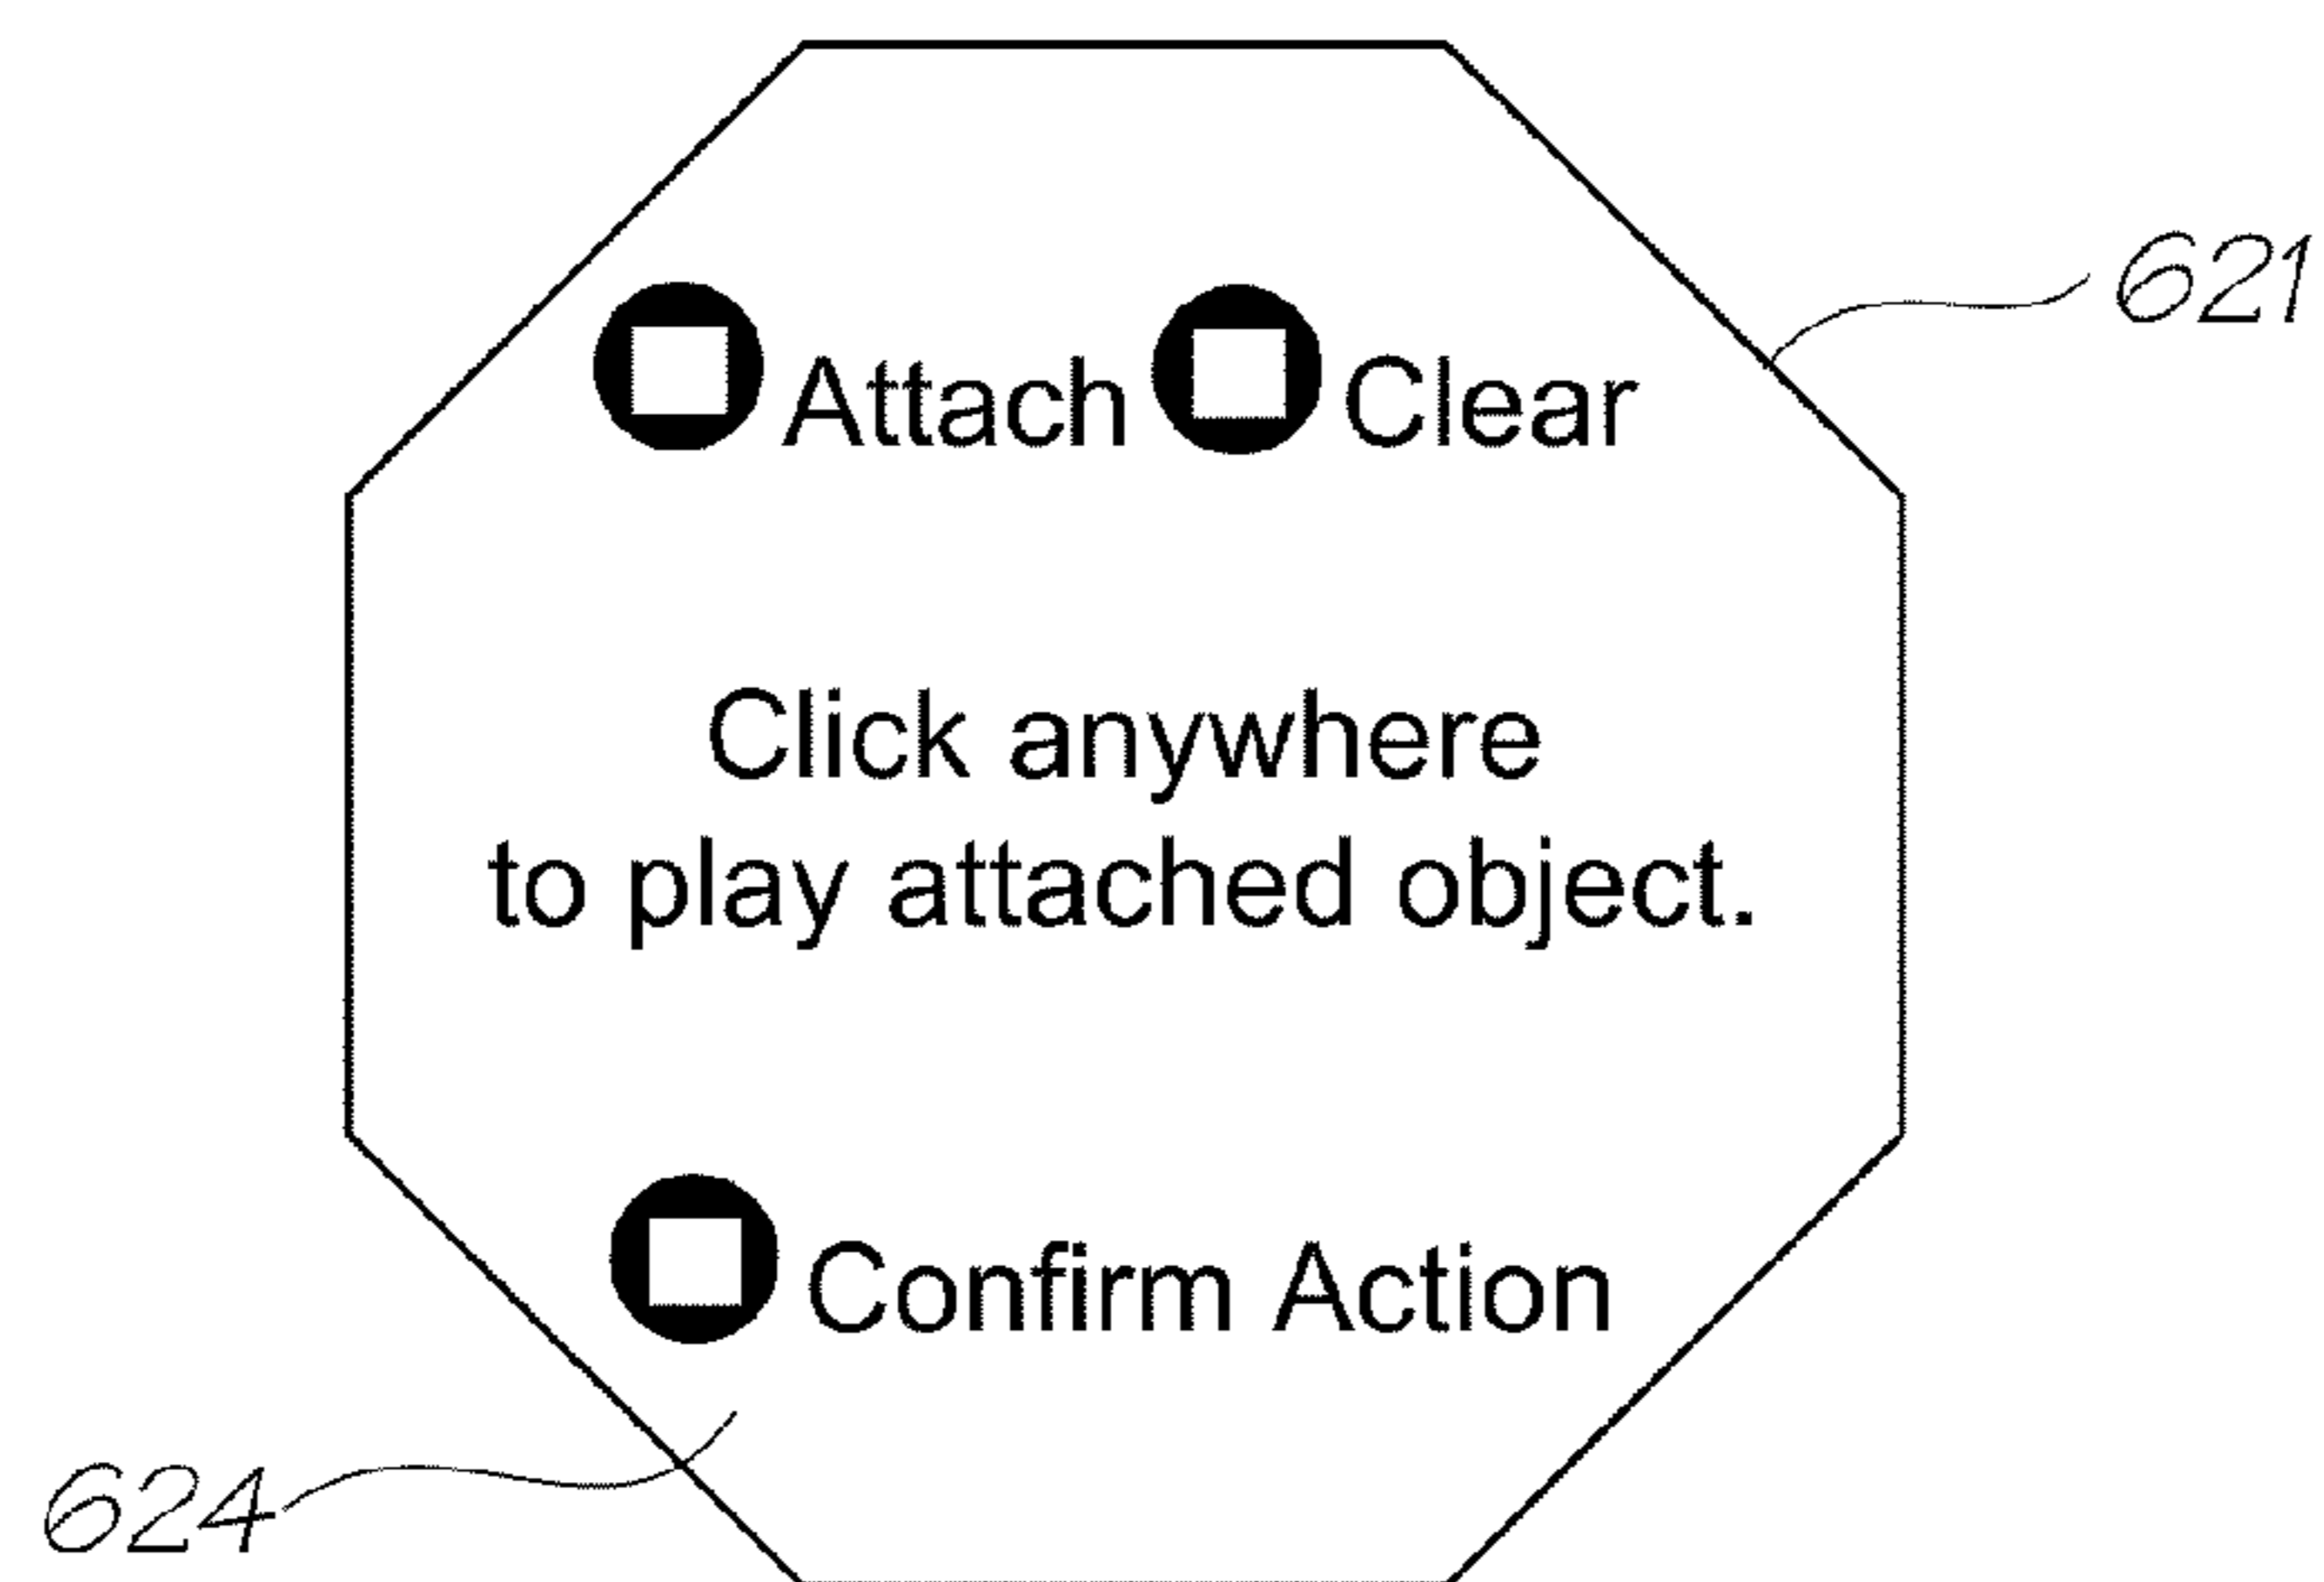 621
Attach Clear
Click anywhere
to play attached object.
Confirm Action
624